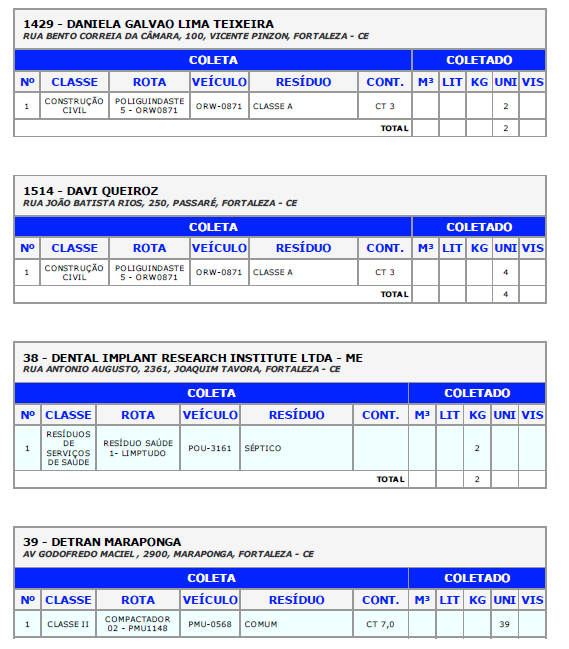 1429 - DANIELA GALVAO LIMA TEIXEIRA
RUA BENTO CORREIA DA CÂMARA, 100, VICENTE PINZON, FORTALEZA - CE
COLETA COLETADO
Nº CLASSE ROTA VEÍCULO RESÍDUO CONT. M³ LIT KG UNI VIS
1 CONSTRUÇÃO CIVIL POLIGUINDASTE 5 - ORW0871 ORW-0871 CLASSE A CT 3 2
TOTAL 2
1514 - DAVI QUEIROZ
RUA JOÃO BATISTA RIOS, 250, PASSARÉ, FORTALEZA - CE
COLETA COLETADO
Nº CLASSE ROTA VEÍCULO RESÍDUO CONT. M³ LIT KG UNI VIS
1 CONSTRUÇÃO CIVIL POLIGUINDASTE 5 - ORW0871 ORW-0871 CLASSE A CT 3 4
TOTAL 4
38 - DENTAL IMPLANT RESEARCH INSTITUTE LTDA - ME
RUA ANTONIO AUGUSTO, 2361, JOAQUIM TAVORA, FORTALEZA - CE
COLETA COLETADO
Nº CLASSE ROTA VEÍCULO RESÍDUO CONT. M³ LIT KG UNI VIS
1 RESÍDUOS DE SERVIÇOS DE SAÚDE RESÍDUO SAÚDE 1- LIMPTUDO POU-3161 SÉPTICO 2
TOTAL 2
39 - DETRAN MARAPONGA
AV GODOFREDO MACIEL , 2900, MARAPONGA, FORTALEZA - CE
COLETA COLETADO
Nº CLASSE ROTA VEÍCULO RESÍDUO CONT. M³ LIT KG UNI VIS
1 CLASSE II COMPACTADOR 02 - PMU1148 PMU-0568 COMUM CT 7,0 39